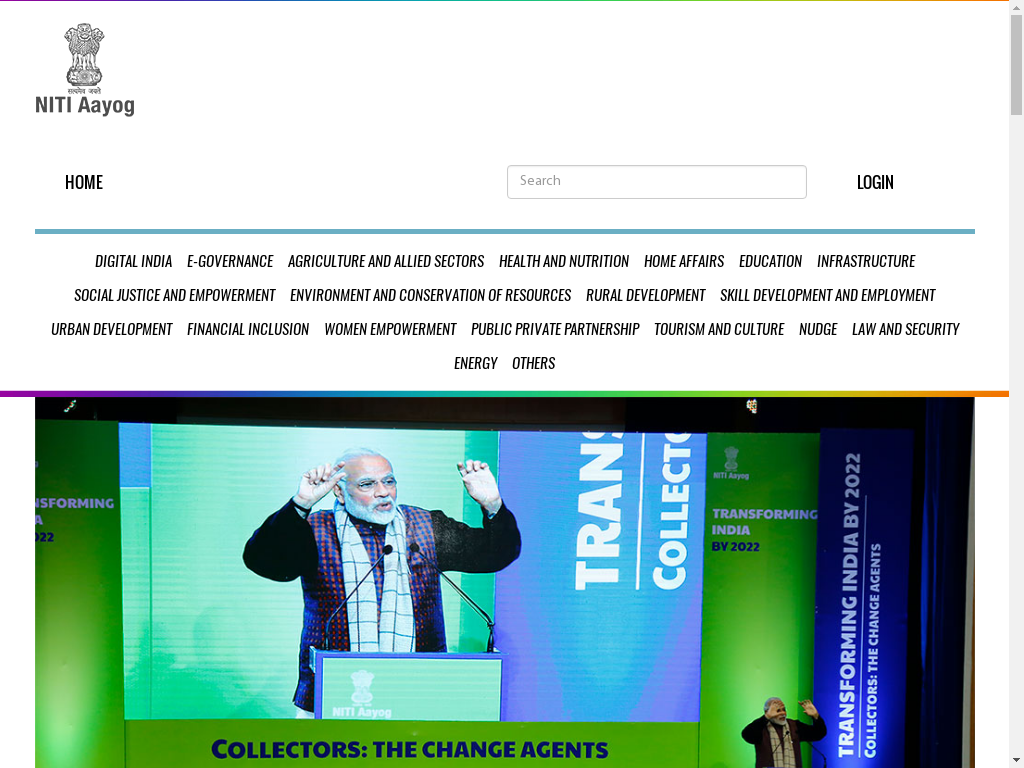 सत्यमेव जयते
NITI Aayog
HOME
Search
LOGIN
DIGITAL INDIA E-GOVERNANCE AGRICULTURE AND ALLIED SECTORS HEALTH AND NUTRITION HOME AFFAIRS EDUCATION INFRASTRUCTURE
SOCIAL JUSTICE AND EMPOWERMENT ENVIRONMENT AND CONSERVATION OF RESOURCES RURAL DEVELOPMENT SKILL DEVELOPMENT AND EMPLOYMENT
URBAN DEVELOPMENT FINANCIAL INCLUSION WOMEN EMPOWERMENT PUBLIC PRIVATE PARTNERSHIP TOURISM AND CULTURE NUDGE LAW AND SECURITY
ENERGY OTHERS
NSFORMING
IA
022
TRANS
COLLECTO
NITI Aayog
TRANSFORMING
INDIA
BY 2022
TRANSFORMING INDIA BY 2022
COLLECTORS: THE CHANGE AGENTS
NITI Aayog
COLLECTORS: THE CHANGE AGENTS